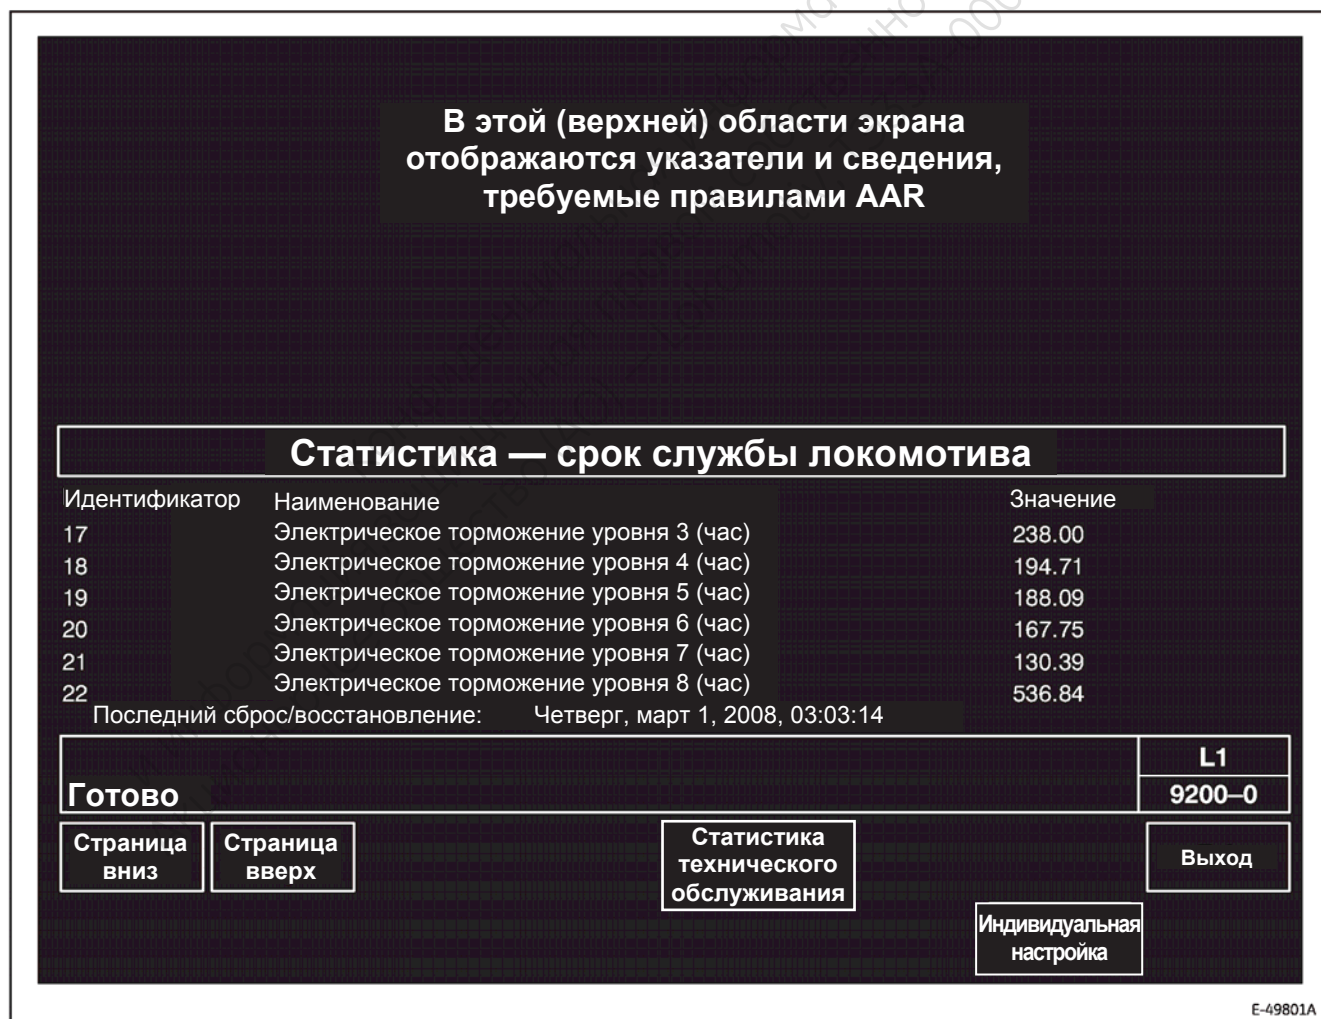 В этой (верхней) области экрана
отображаются указатели и сведения,
требуемые правилами AAR
Статистика — срок службы локомотива
Идентификатор Наименование Значение
17 Электрическое торможение уровня 3 (час) 238.00
18 Электрическое торможение уровня 4 (час) 194.71
19 Электрическое торможение уровня 5 (час) 188.09
20 Электрическое торможение уровня 6 (час) 167.75
21 Электрическое торможение уровня 7 (час) 130.39
22 Электрическое торможение уровня 8 (час) 536.84
Последний сброс/восстановление: Четверг, март 1, 2008, 03:03:14
L1
Готово 9200–0
Страница
вниз
Страница
вверх
Статистика
технического
обслуживания
Выход
Индивидуальная
настройка
E-49801A